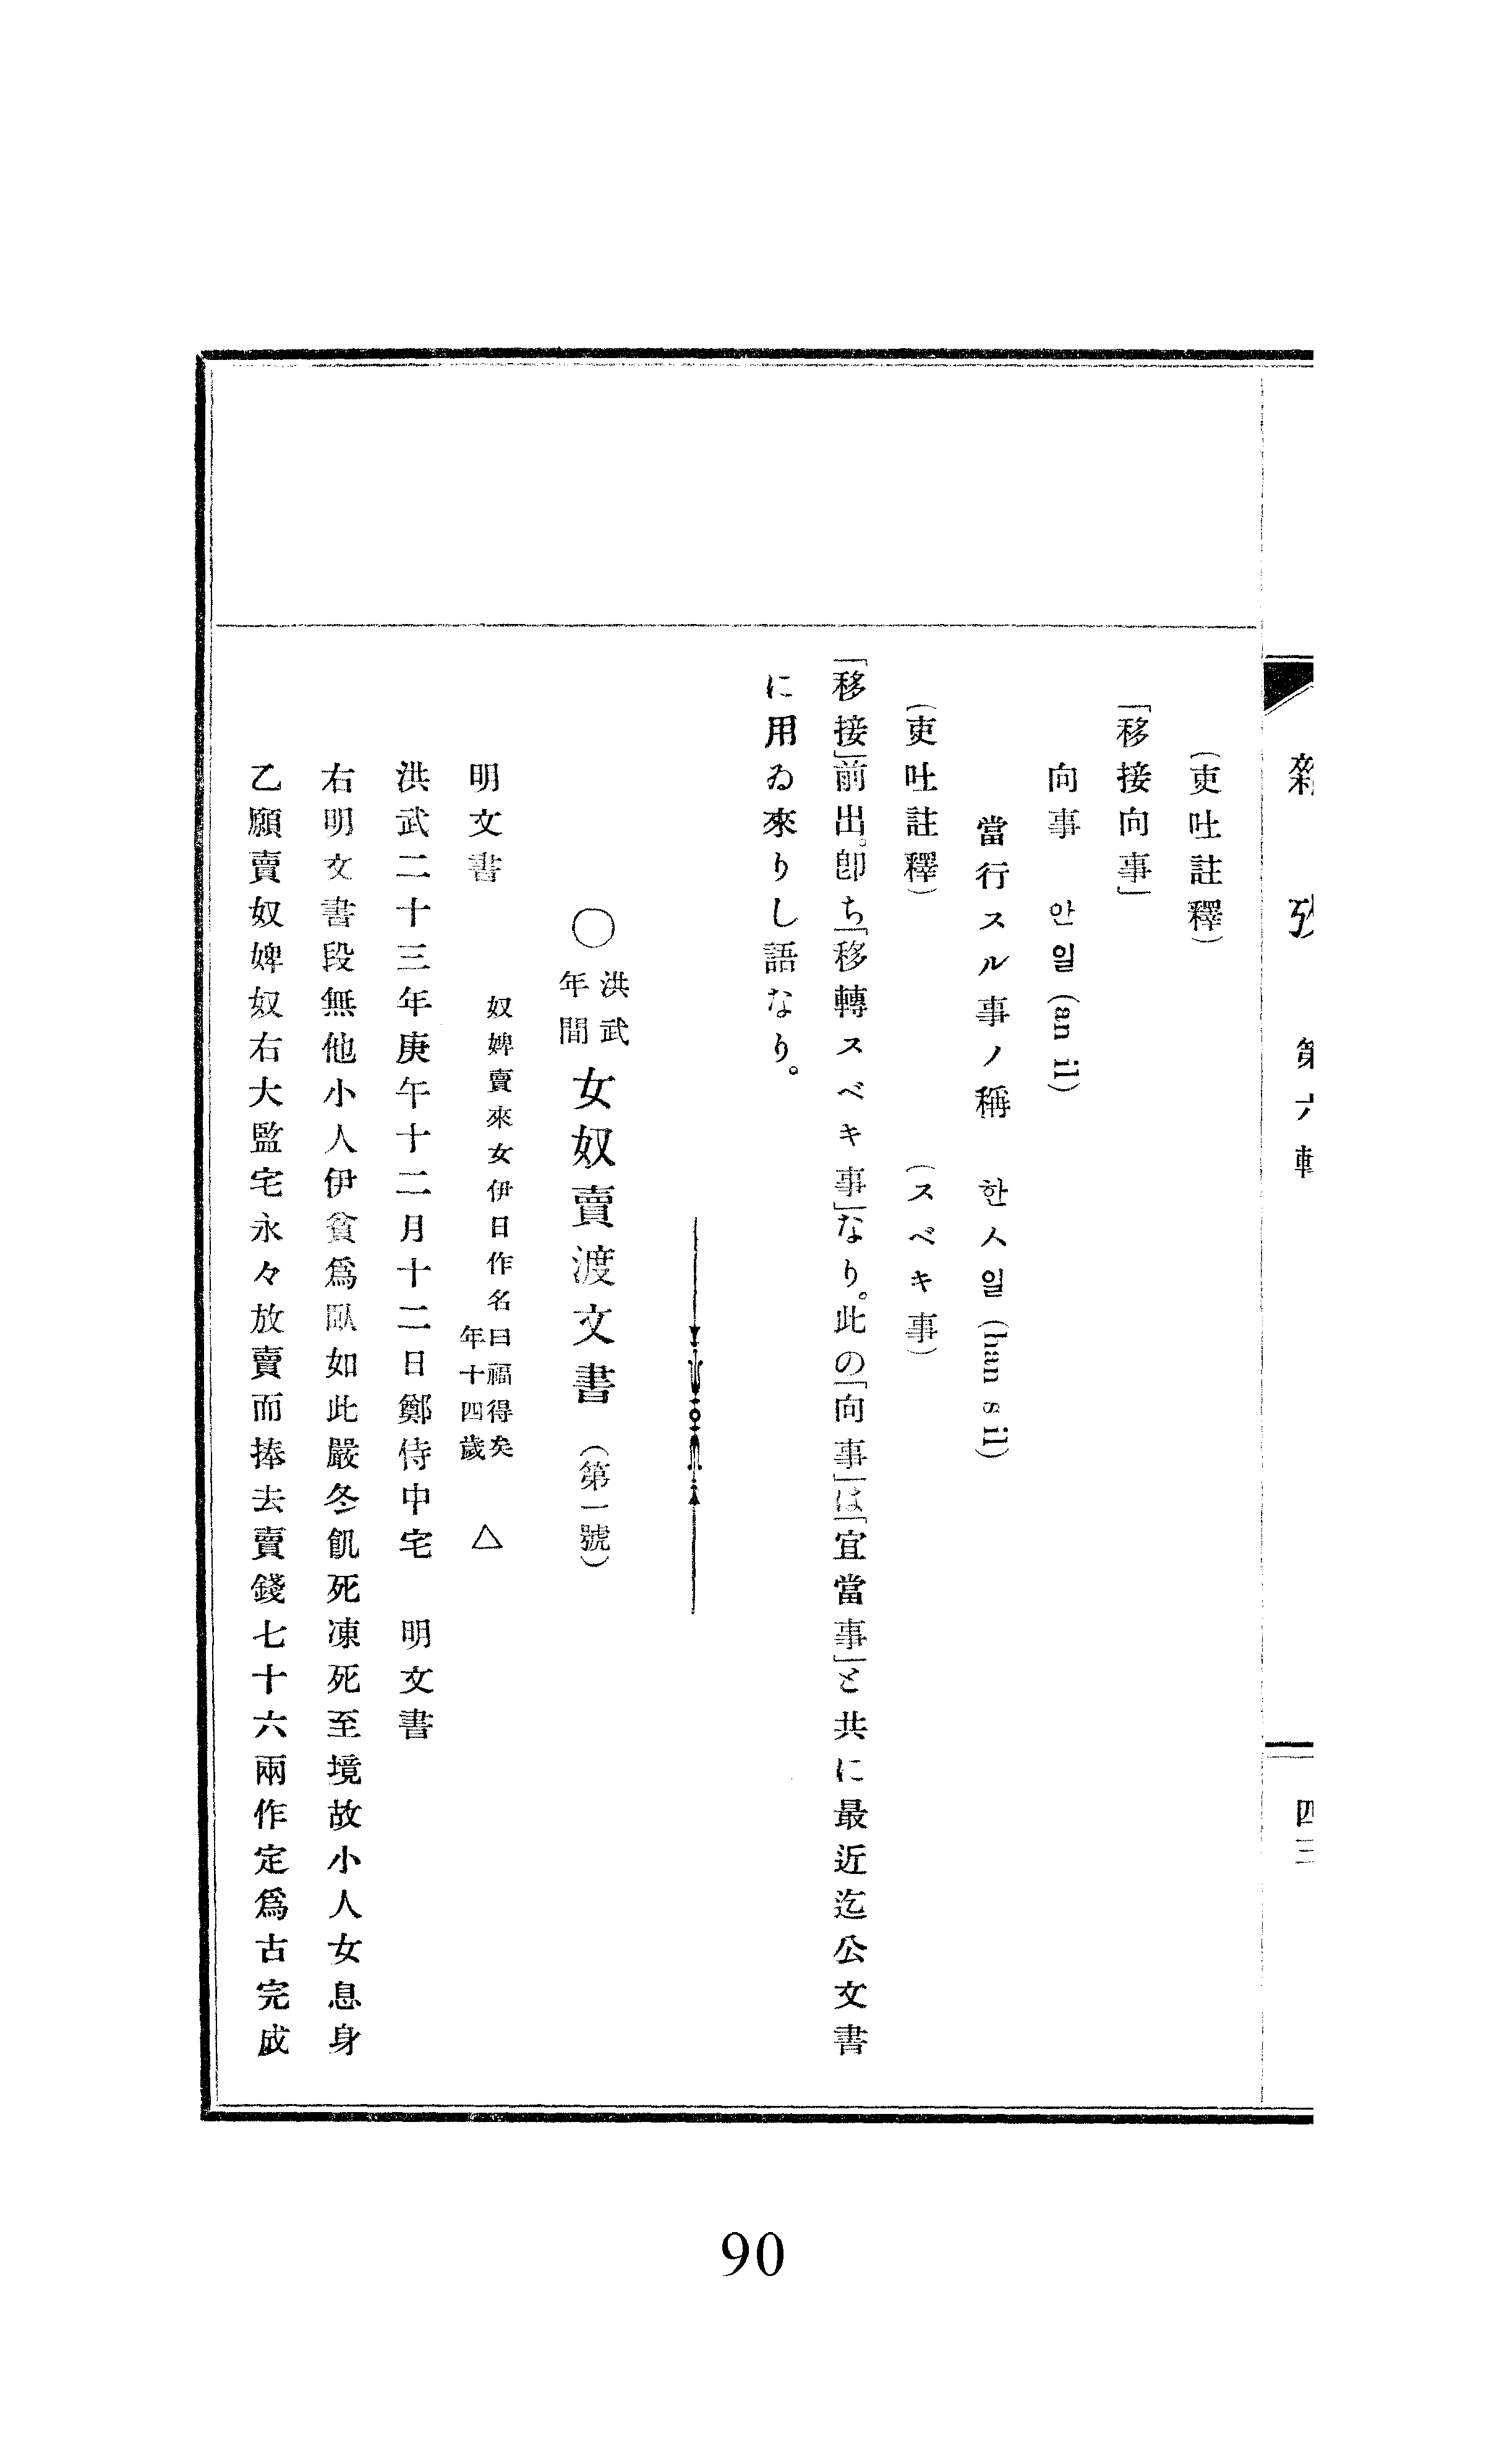 雜攷 第六輯 四三
(吏吐註釋)
「移接向事」
向事 안일(an il) 
當行スル事ノ稱 한ㅅ일(han s il)
(吏吐註釋) (スベキ事)
「移接」前出。卽ち「移轉スベキ事」なり。此の「向事」は「宜當事」と共に最近迄公文書
に用ゐ來りし語なり。
○洪武年間 女奴賣渡文書 (第一號)
明文書 奴婢賣來女伊日作名曰福得矣年十四歲 △
洪武二十三年庚午十二月十二日鄭侍中宅 明文書
右明文書段無他小人伊貧爲臥如此嚴冬飢死凍死至境故小人女息身
乙願賣奴婢奴右大監宅永々放賣而捧去賣錢七十六兩作定爲古完成
90